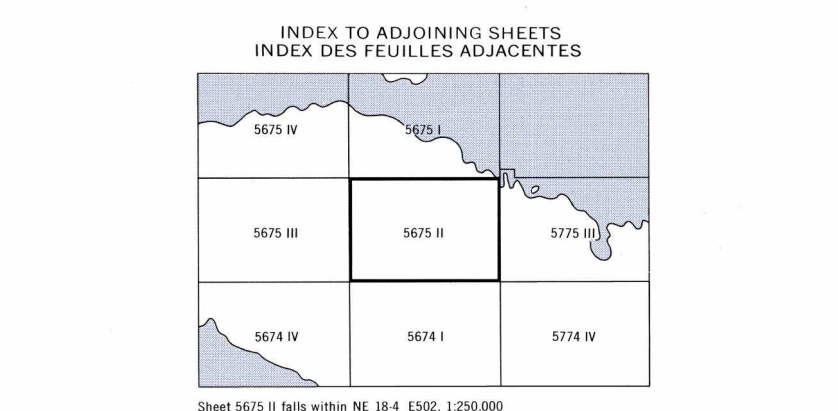 INDEX TO ADJOINING SHEETS
INDEX DES FEUILLES ADJACENTES
5675 IV
5675 I
5675 III
5675 II
5775 III
5674 IV
5674 I
5774 IV
Sheet 5675 II falls within NE 18-4 E502, 1:250,000